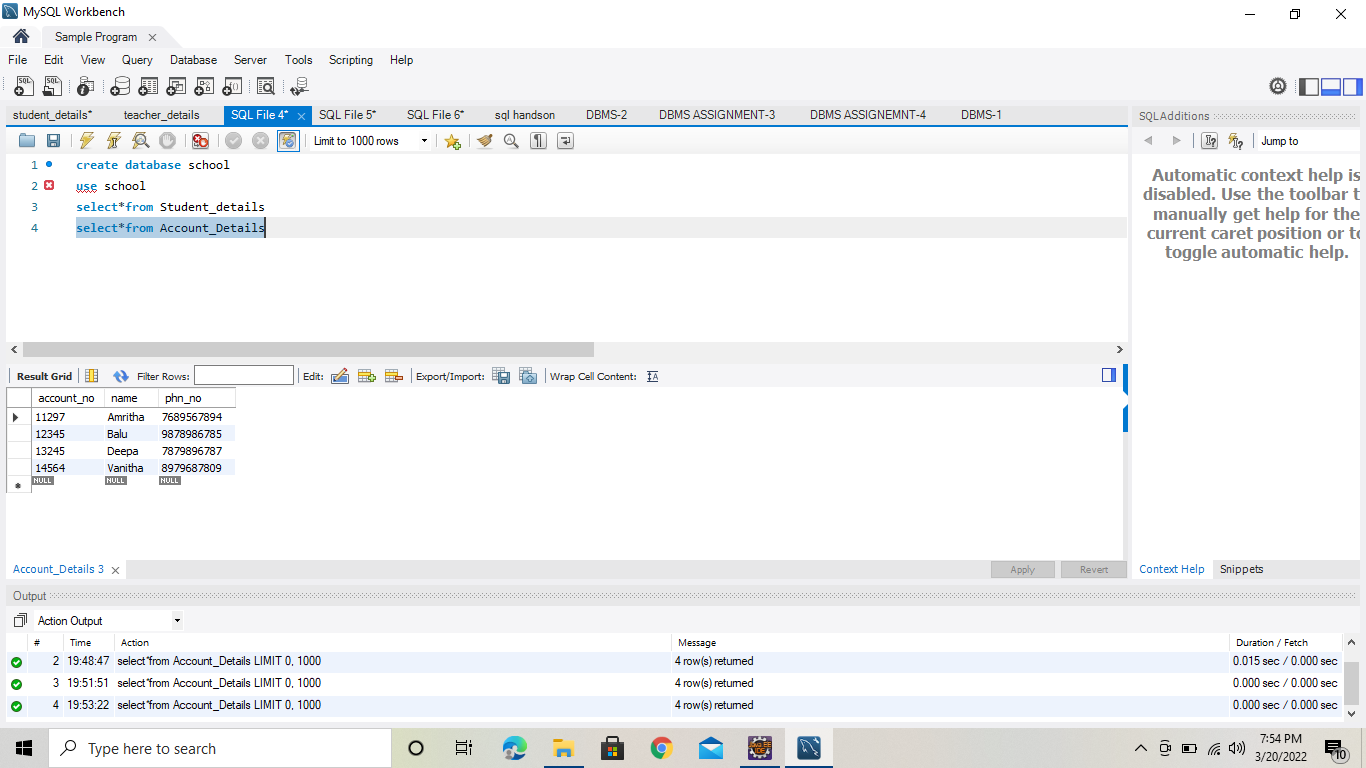 MySQL Workbench
Sample Program
File Edit View Query Database Server Tools Scripting Help
student_details* teacher_details SQL File 4* SQL File 5* SQL File 6* sql handson DBMS-2 DBMS ASSIGNMENT-3 DBMS ASSIGNEMNT-4 DBMS-1
SQLAdditions
Limit to 1000 rows
Jump to
1 create database school
2 use school
3 select*from Student_details
4 select*from Account_Details
Automatic context help is
disabled. Use the toolbar t
manually get help for the
current caret position or to
toggle automatic help.
Result Grid Filter Rows: Edit: Export/Import: Wrap Cell Content:
account_no name phn_no
11297 Amritha 7689567894
12345 Balu 9878986785
13245 Deepa 7879896787
14564 Vanitha 8979687809
NULL NULL NULL
Account_Details 3 Apply Revert
Context Help Snippets
Output
Action Output
# Time Action Message Duration / Fetch
2 19:48:47 select*from Account_Details LIMIT 0, 1000 4 row(s) returned 0.015 sec / 0.000 sec
3 19:51:51 select*from Account_Details LIMIT 0, 1000 4 row(s) returned 0.000 sec / 0.000 sec
4 19:53:22 select*from Account_Details LIMIT 0, 1000 4 row(s) returned 0.000 sec / 0.000 sec
Type here to search
7:54 PM
3/20/2022
10